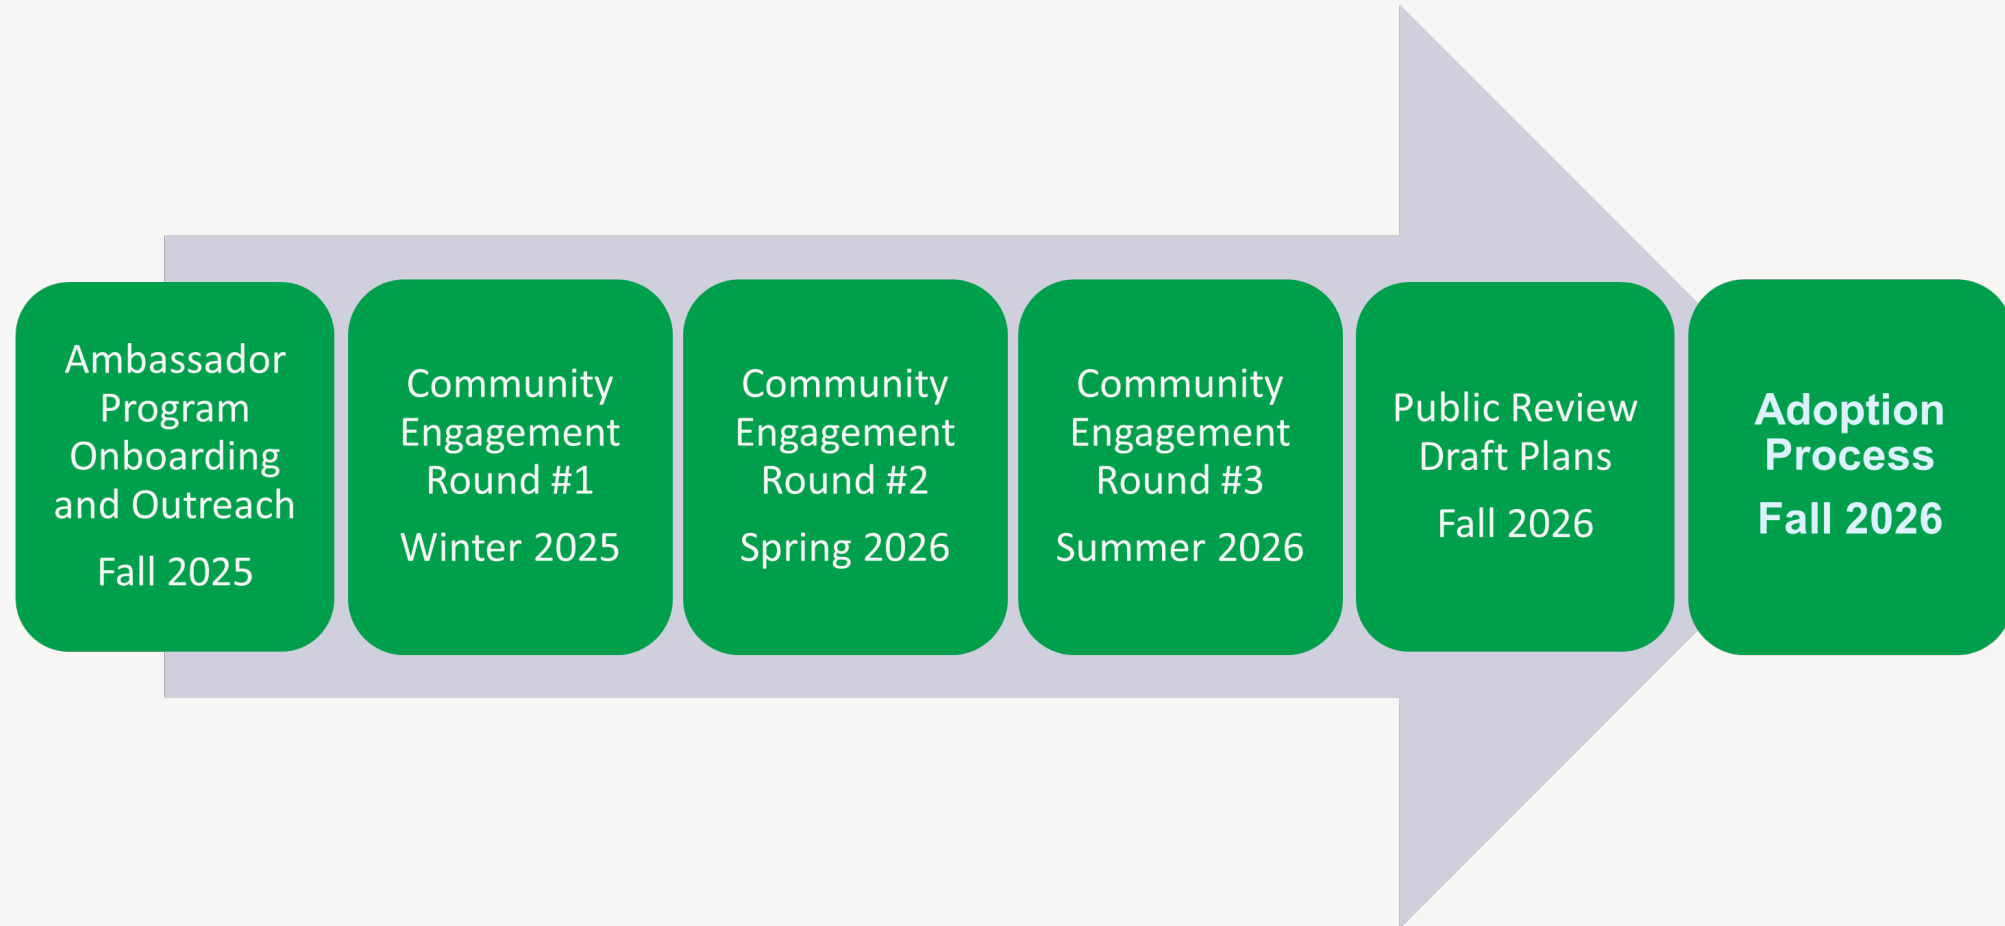 Ambassador
Program
Onboarding
and Outreach
Fall 2025
Community
Engagement
Round #1
Winter 2025
Community
Engagement
Round #2
Spring 2026
Community
Engagement
Round #3
Summer 2026
Public Review
Draft Plans
Fall 2026
Adoption
Process
Fall 2026